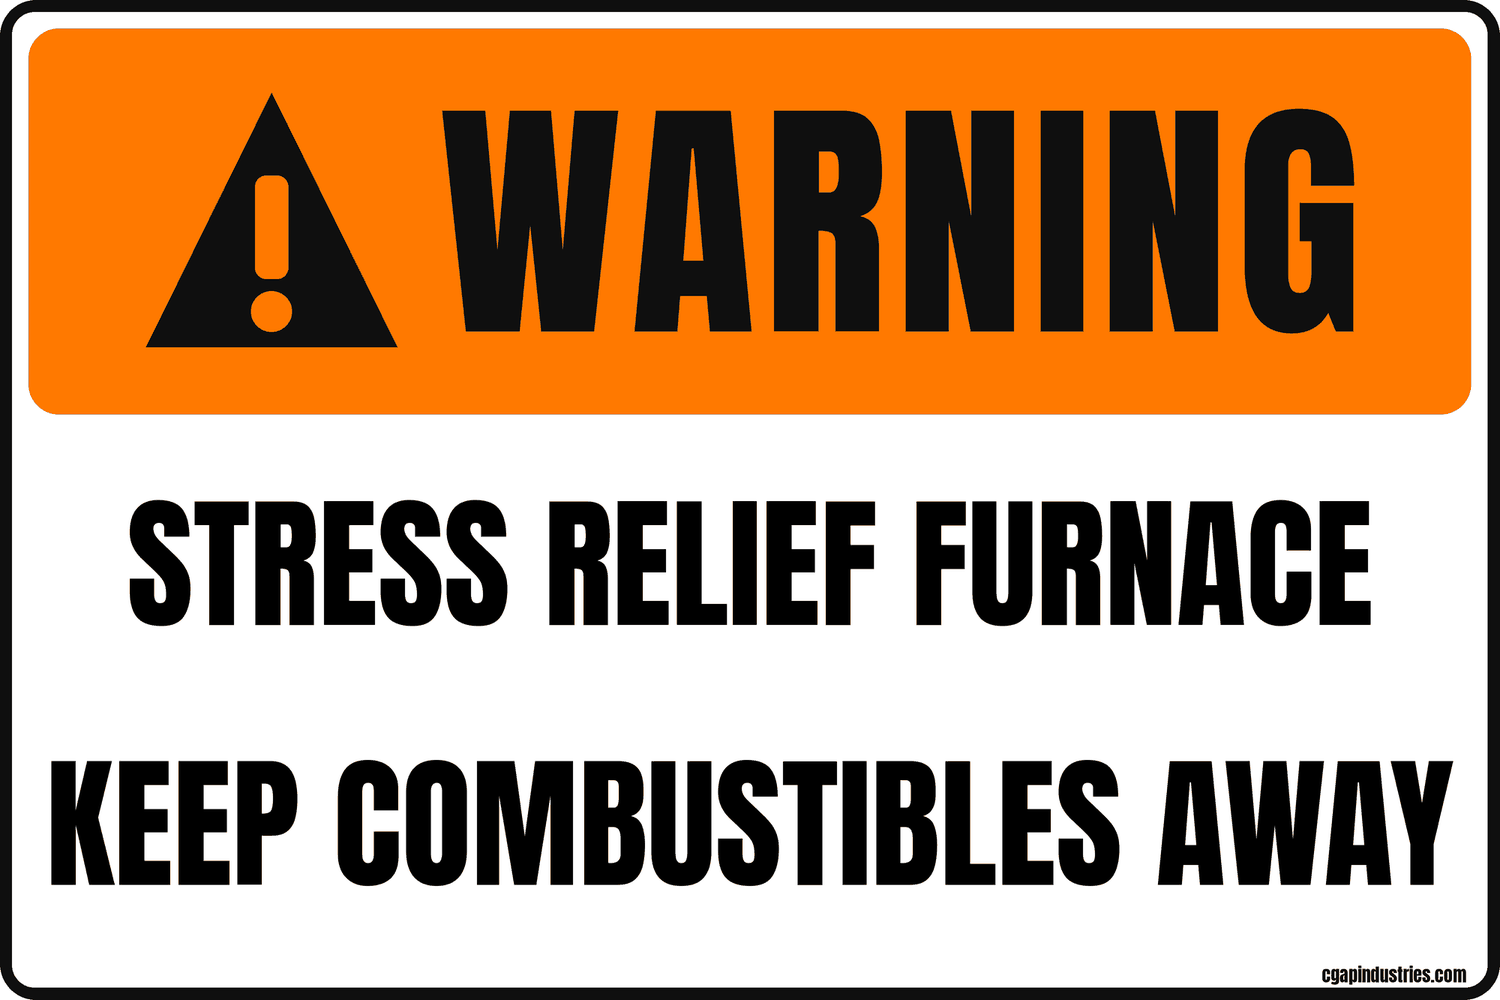 WARNING
STRESS RELIEF FURNACE
KEEP COMBUSTIBLES AWAY
cgapindustries.com